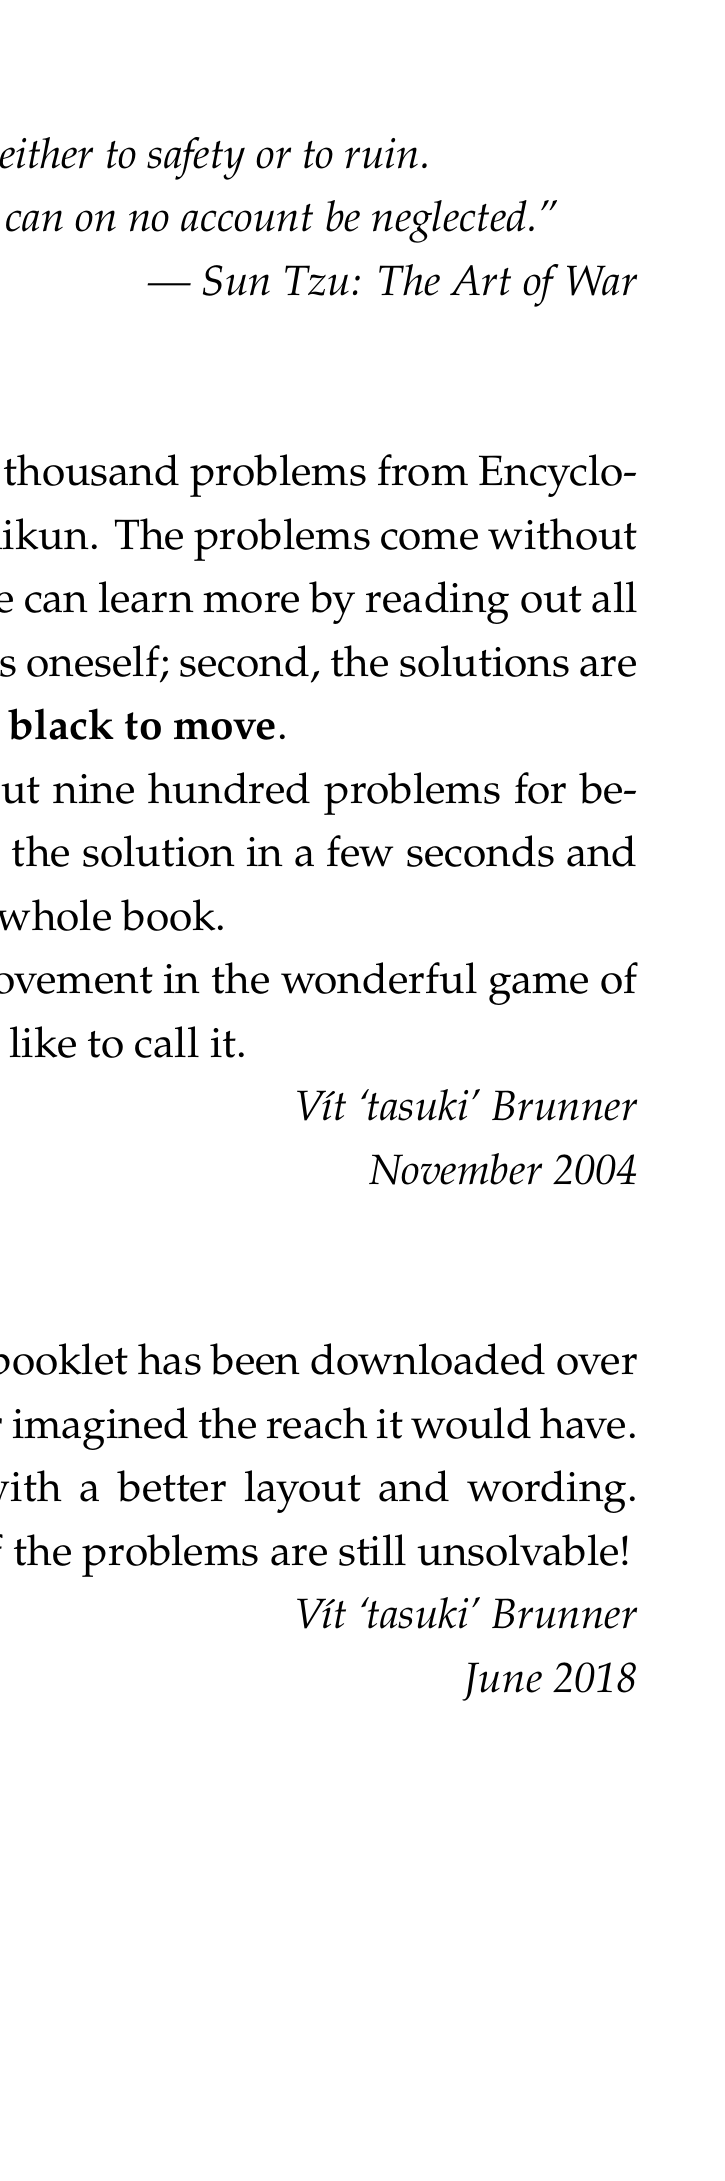 either to safety or to ruin.
can on no account be neglected.”
— Sun Tzu: The Art of War
thousand problems from Encyclo-
ikun. The problems come without
e can learn more by reading out all
s oneself; second, the solutions are
black to move.
ut nine hundred problems for be-
the solution in a few seconds and
whole book.
ovement in the wonderful game of
like to call it.
Vít ‘tasuki’ Brunner
November 2004
booklet has been downloaded over
imagined the reach it would have.
with a better layout and wording.
the problems are still unsolvable!
Vít ‘tasuki’ Brunner
June 2018